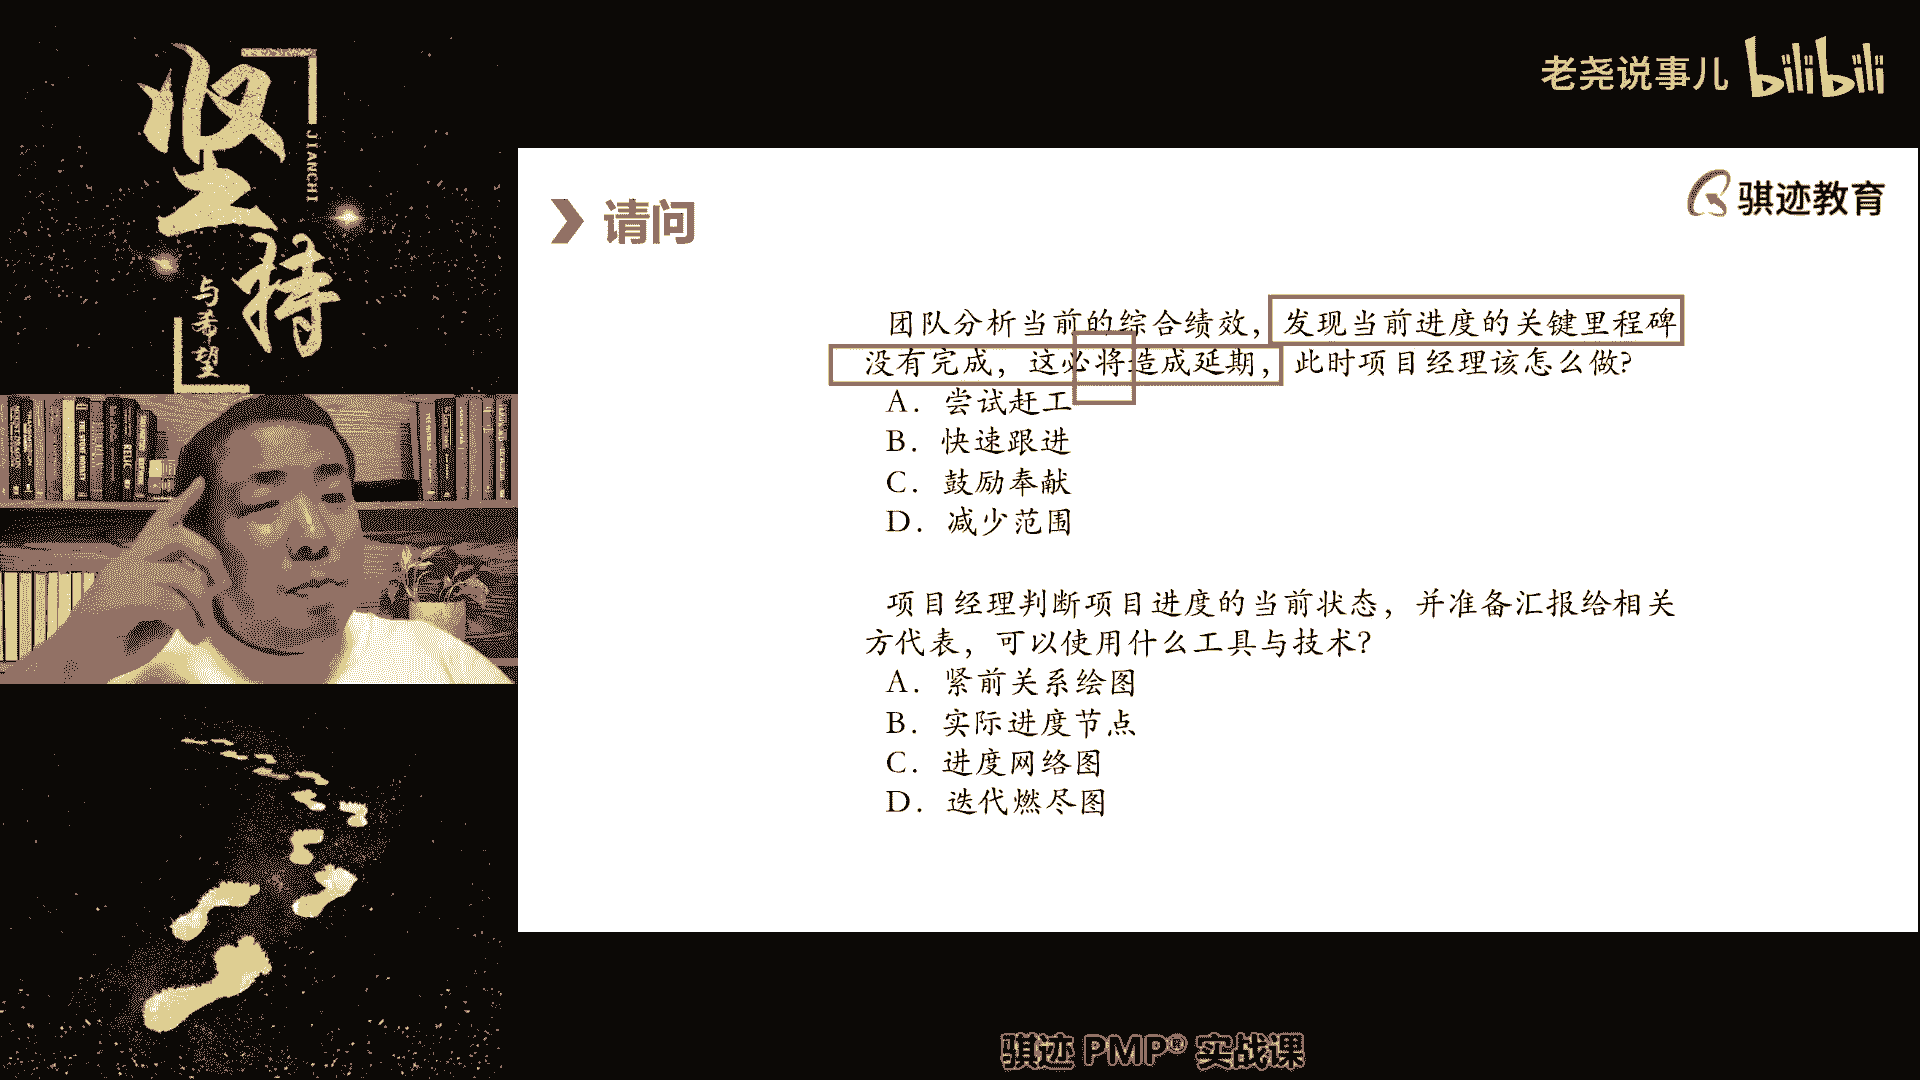 坚持
JIANCHI
与希望
老尧说事儿 bilibili
骐迹教育
请问
团队分析当前的综合绩效，发现当前进度的关键里程碑
没有完成，这必将造成延期，此时项目经理该怎么做？
A. 尝试赶工
B. 快速跟进
C. 鼓励奉献
D. 减少范围
项目经理判断项目进度的当前状态，并准备汇报给相关
方代表，可以使用什么工具与技术？
A. 紧前关系绘图
B. 实际进度节点
C. 进度网络图
D. 迭代燃尽图
骐迹 PMP® 实战课